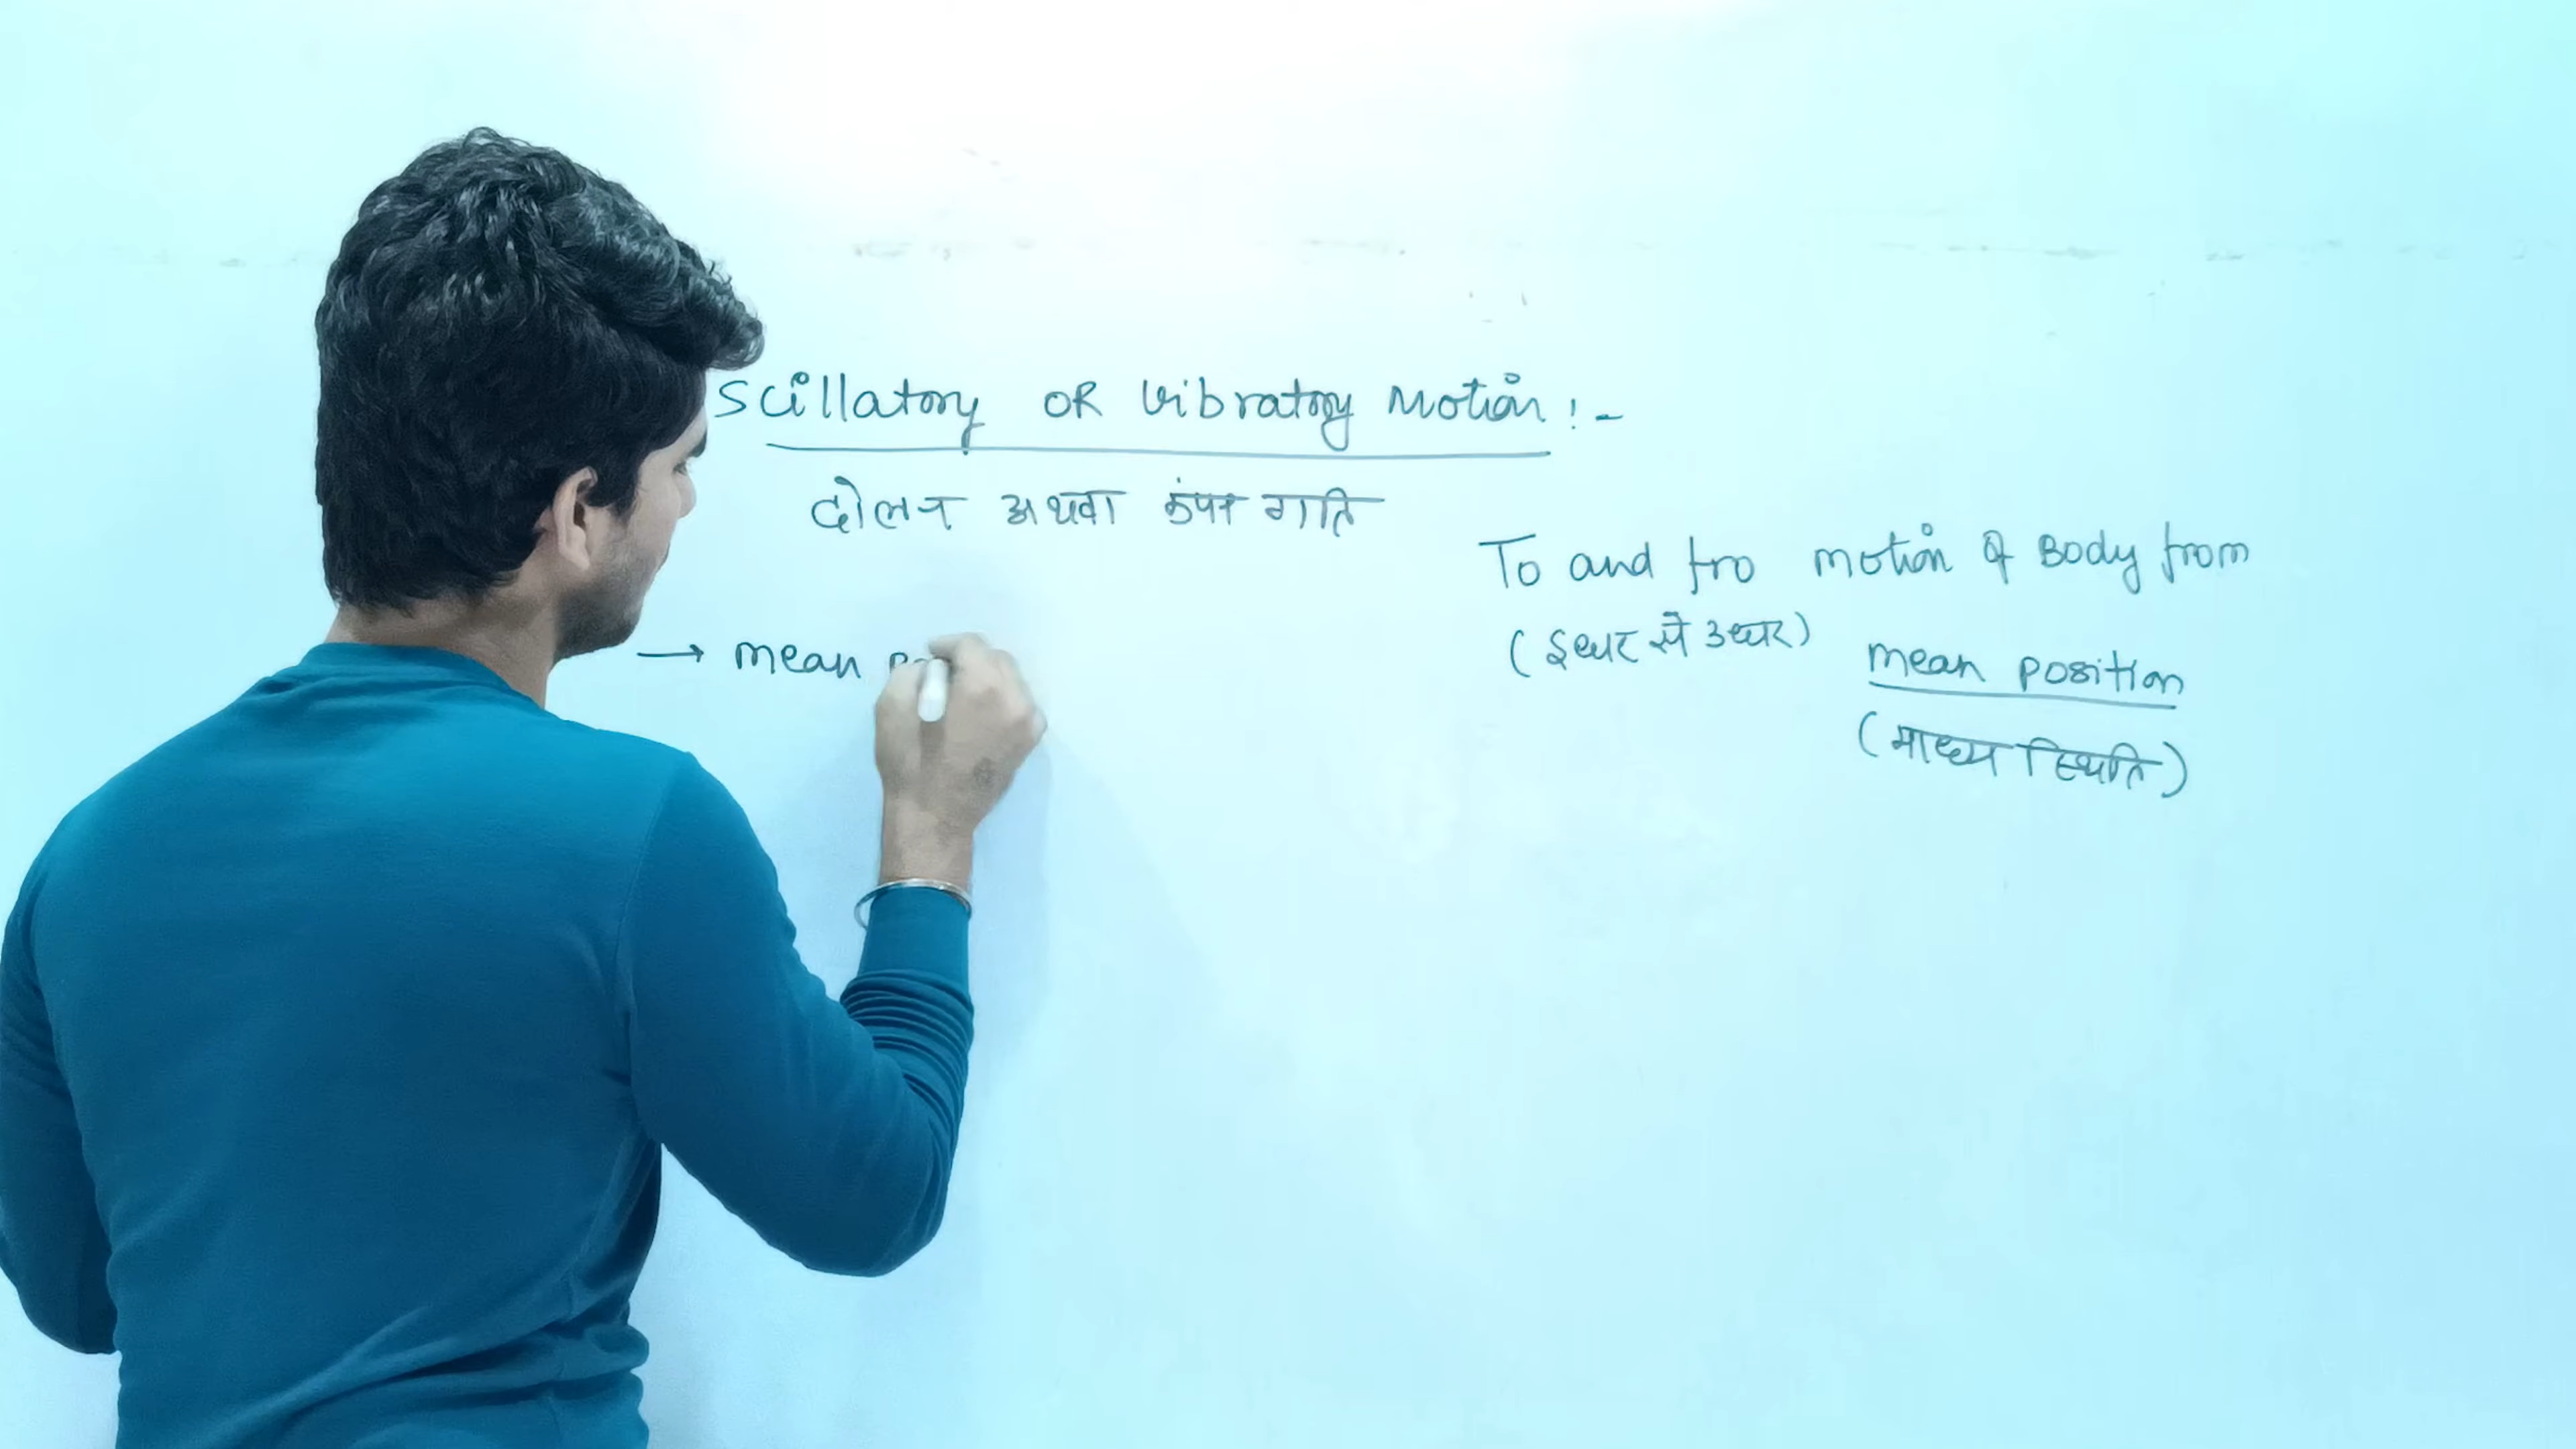 Scillatory OR Vibratory Motion :-
दोलन अथवा कंपन गति
To and fro motion of Body from
(इधर से उधर)
mean position
(माध्य स्थिति)
→ mean